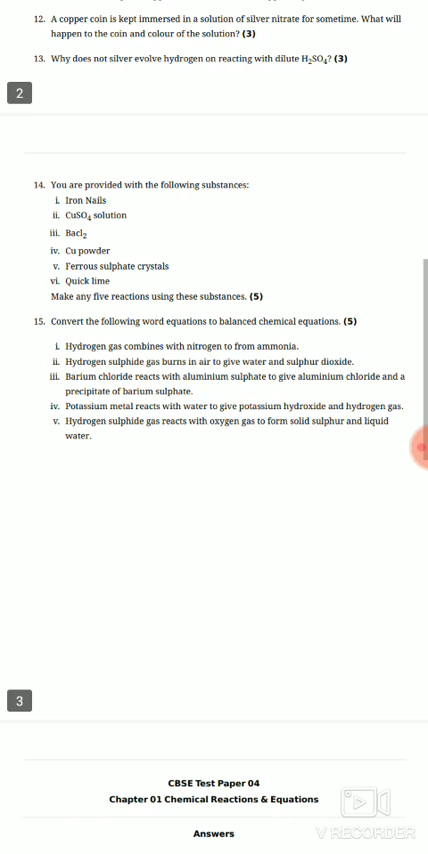 12. A copper coin is kept immersed in a solution of silver nitrate for sometime. What will
happen to the coin and colour of the solution? (3)
13. Why does not silver evolve hydrogen on reacting with dilute H₂SO₄? (3)
2
14. You are provided with the following substances:
i. Iron Nails
ii. CuSO₄ solution
iii. Bacl₂
iv. Cu powder
v. Ferrous sulphate crystals
vi. Quick lime
Make any five reactions using these substances. (5)
15. Convert the following word equations to balanced chemical equations. (5)
i. Hydrogen gas combines with nitrogen to from ammonia.
ii. Hydrogen sulphide gas burns in air to give water and sulphur dioxide.
iii. Barium chloride reacts with aluminium sulphate to give aluminium chloride and a
precipitate of barium sulphate.
iv. Potassium metal reacts with water to give potassium hydroxide and hydrogen gas.
v. Hydrogen sulphide gas reacts with oxygen gas to form solid sulphur and liquid
water.
3
CBSE Test Paper 04
Chapter 01 Chemical Reactions & Equations
Answers
V RECORDER